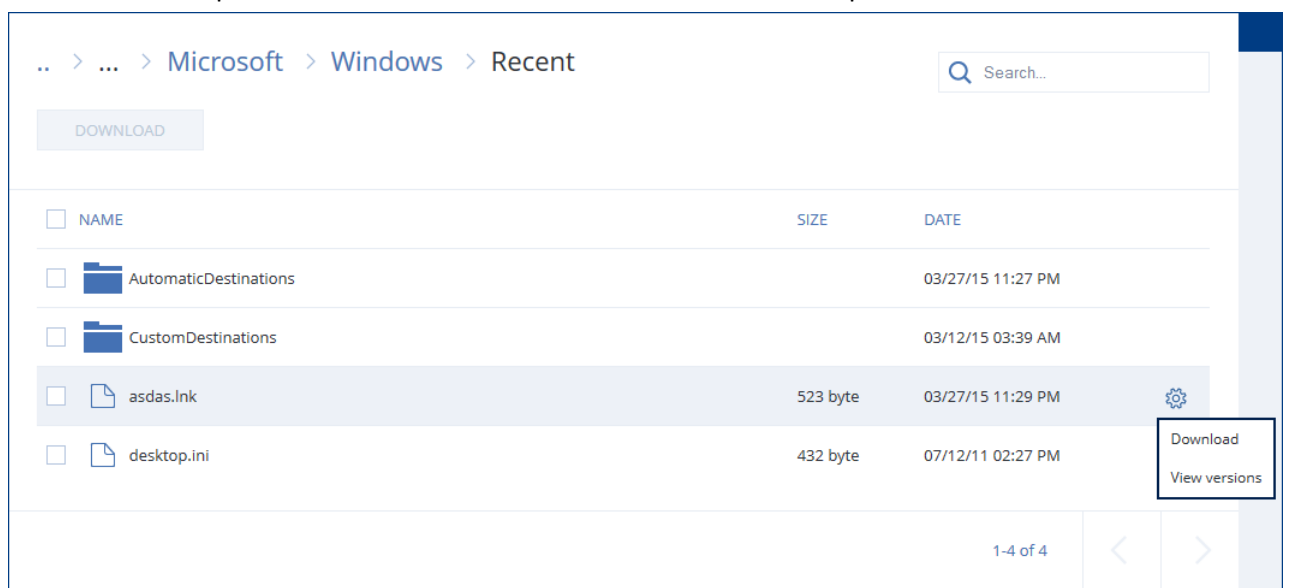 .. > ... > Microsoft > Windows > Recent
Search...
DOWNLOAD
NAME SIZE DATE
AutomaticDestinations 03/27/15 11:27 PM
CustomDestinations 03/12/15 03:39 AM
asdas.lnk 523 byte 03/27/15 11:29 PM
desktop.ini 432 byte 07/12/11 02:27 PM
Download
View versions
1-4 of 4